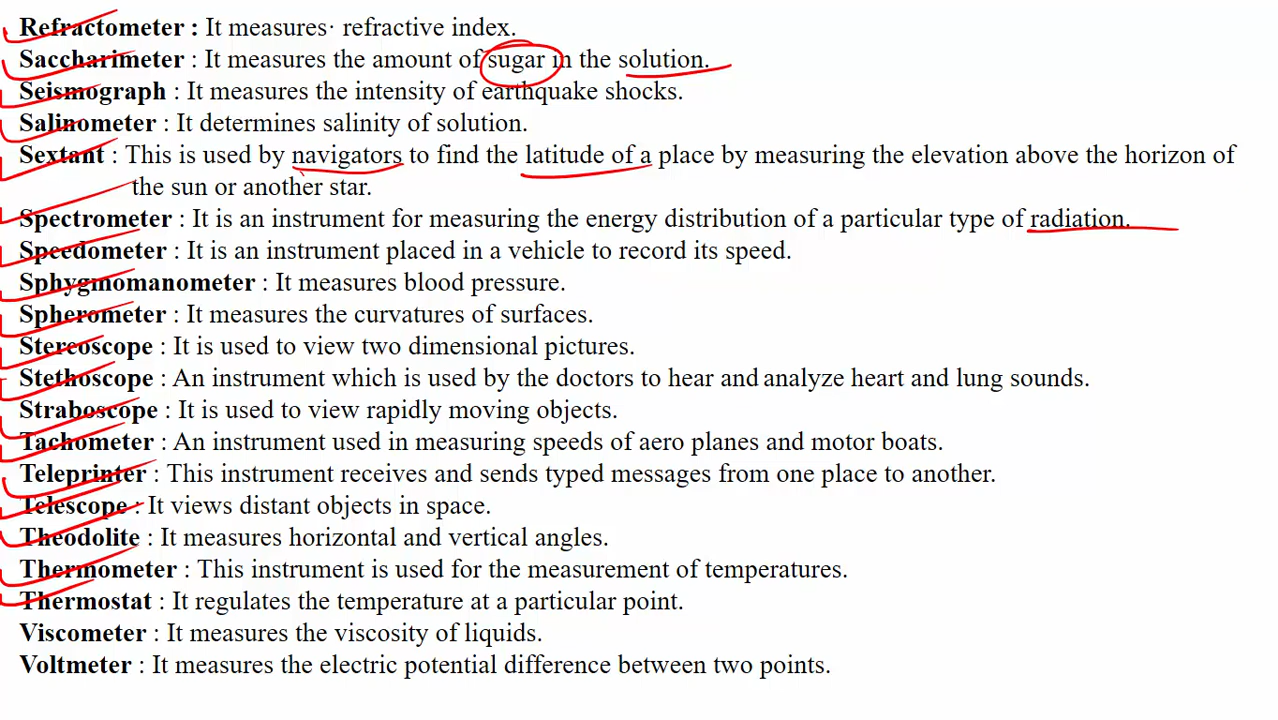 Refractometer : It measures· refractive index.
Saccharimeter : It measures the amount of sugar in the solution.
Seismograph : It measures the intensity of earthquake shocks.
Salinometer : It determines salinity of solution.
Sextant : This is used by navigators to find the latitude of a place by measuring the elevation above the horizon of
the sun or another star.
Spectrometer : It is an instrument for measuring the energy distribution of a particular type of radiation.
Speedometer : It is an instrument placed in a vehicle to record its speed.
Sphygmomanometer : It measures blood pressure.
Spherometer : It measures the curvatures of surfaces.
Stereoscope : It is used to view two dimensional pictures.
Stethoscope : An instrument which is used by the doctors to hear and analyze heart and lung sounds.
Straboscope : It is used to view rapidly moving objects.
Tachometer : An instrument used in measuring speeds of aero planes and motor boats.
Teleprinter : This instrument receives and sends typed messages from one place to another.
Telescope : It views distant objects in space.
Theodolite : It measures horizontal and vertical angles.
Thermometer : This instrument is used for the measurement of temperatures.
Thermostat : It regulates the temperature at a particular point.
Viscometer : It measures the viscosity of liquids.
Voltmeter : It measures the electric potential difference between two points.